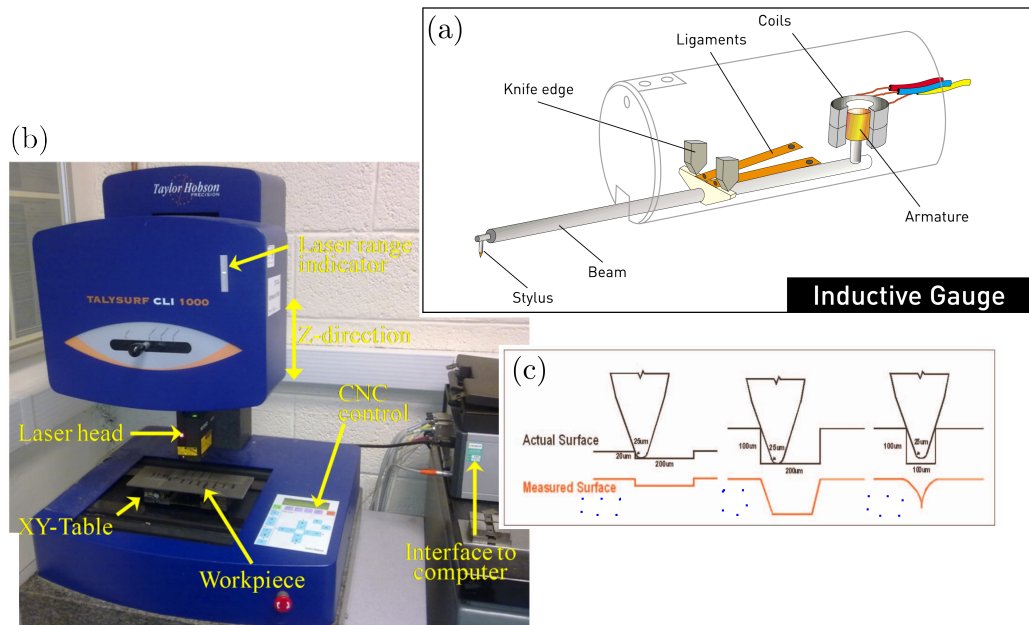 (a)
Coils
Ligaments
Knife edge
Armature
Beam
Stylus
Inductive Gauge
(b)
Taylor Hobson
PRECISION
Laser range
indicator
TALYSURF CLI 1000
Z-direction
CNC
control
Laser head
XY-Table
Workpiece
Interface to
computer
(c)
Actual Surface
25um
20um
200um
100um
25um
200um
100um
25um
100um
Measured Surface